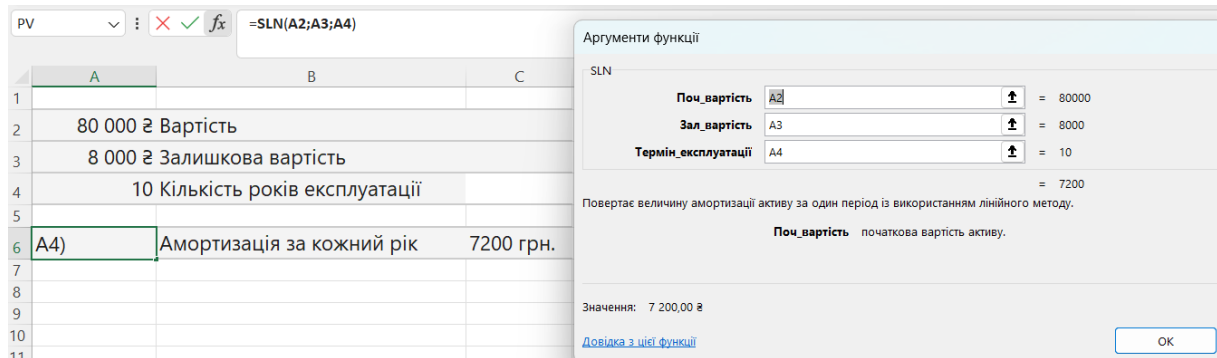 PV fx =SLN(A2;A3;A4)
A B C
1
2 80 000 ₴ Вартість
3 8 000 ₴ Залишкова вартість
4 10 Кількість років експлуатації
5
6 A4) Амортизація за кожний рік 7200 грн.
7
8
9
10
11
Аргументи функції
SLN
Поч_вартість A2 = 80000
Зал_вартість A3 = 8000
Термін_експлуатації A4 = 10
= 7200
Повертає величину амортизації активу за один період із використанням лінійного методу.
Поч_вартість початкова вартість активу.
Значення: 7 200,00 ₴
Довідка з цієї функції OK